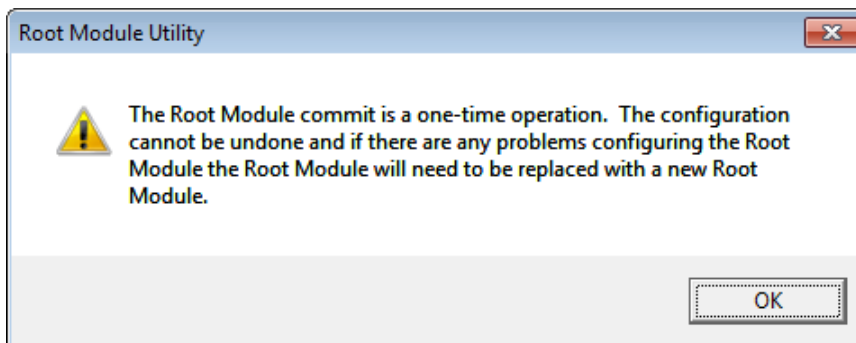 Root Module Utility
The Root Module commit is a one-time operation.  The configuration
cannot be undone and if there are any problems configuring the Root
Module the Root Module will need to be replaced with a new Root
Module.
OK